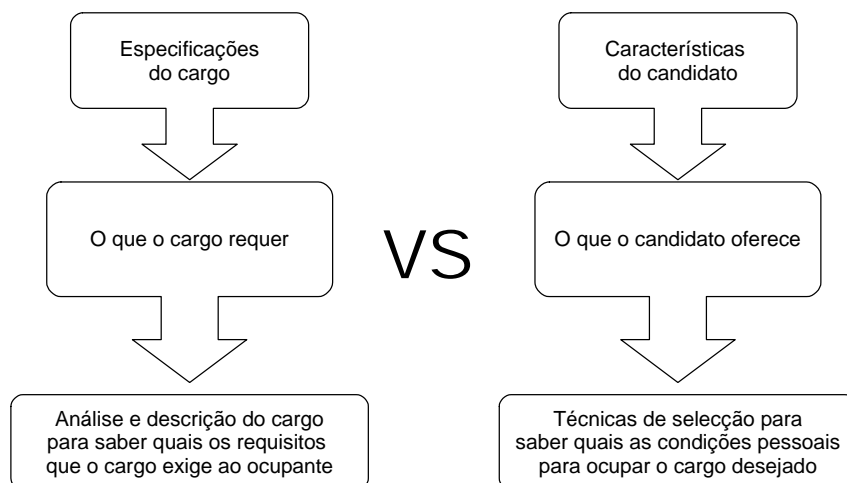 Especificações
do cargo
O que o cargo requer
Análise e descrição do cargo
para saber quais os requisitos
que o cargo exige ao ocupante
VS
Características
do candidato
O que o candidato oferece
Técnicas de selecção para
saber quais as condições pessoais
para ocupar o cargo desejado